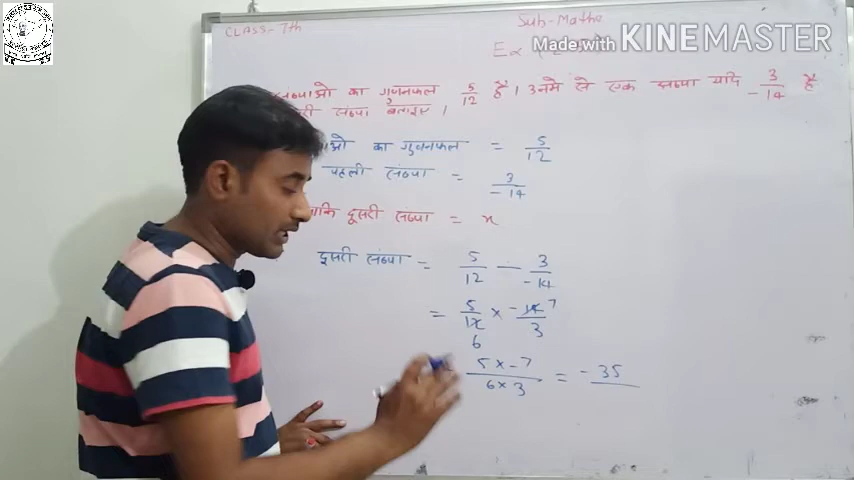 CLASS- 7th
Sub-Maths
Ex
Made with KINEMASTER
का गुणनफल 5/12 है। उनमे से एक संख्या यदि 3/-14 है
संख्या बताइए।
का गुणनफल = 5/12
पहली संख्या = 3/-14
दूसरी संख्या = x
दूसरी संख्या = 5/12 — 3/-14
= 5/12 6 × -14 7/3
5×-7/6×3 = -35